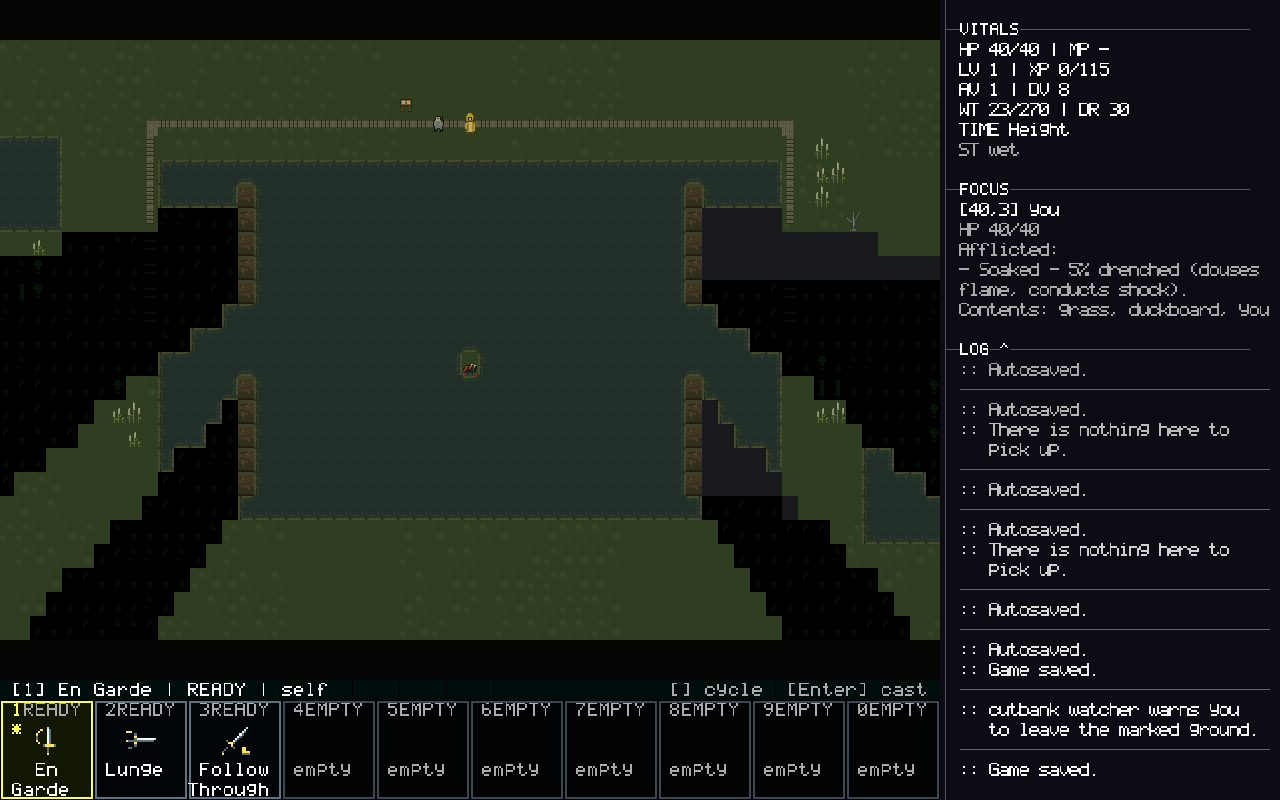 VITALS
HP 40/40 | MP -
LV 1 | XP 0/115
AV 1 | DV 8
WT 23/270 | DR 30
TIME Height
ST wet
FOCUS
[40,3] You
HP 40/40
Afflicted:
- Soaked - 5% drenched (douses
flame, conducts shock).
Contents: grass, duckboard, You
LOG ^
:: Autosaved.
:: Autosaved.
:: There is nothing here to
Pick up.
:: Autosaved.
:: Autosaved.
:: There is nothing here to
Pick up.
:: Autosaved.
:: Autosaved.
:: Game saved.
:: cutbank watcher warns You
to leave the marked ground.
:: Game saved.
[1] En Garde | READY | self
[] cycle [Enter] cast
1READY 2READY 3READY 4EMPTY 5EMPTY 6EMPTY 7EMPTY 8EMPTY 9EMPTY 0EMPTY
*
En Garde
Lunge
Follow Through
empty empty empty empty empty empty empty